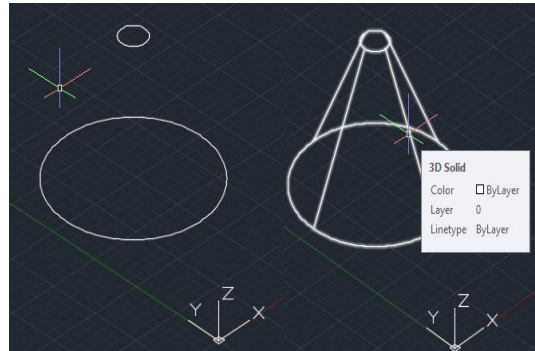 3D Solid
Color ByLayer
Layer 0
Linetype ByLayer
Y Z X
Y Z X